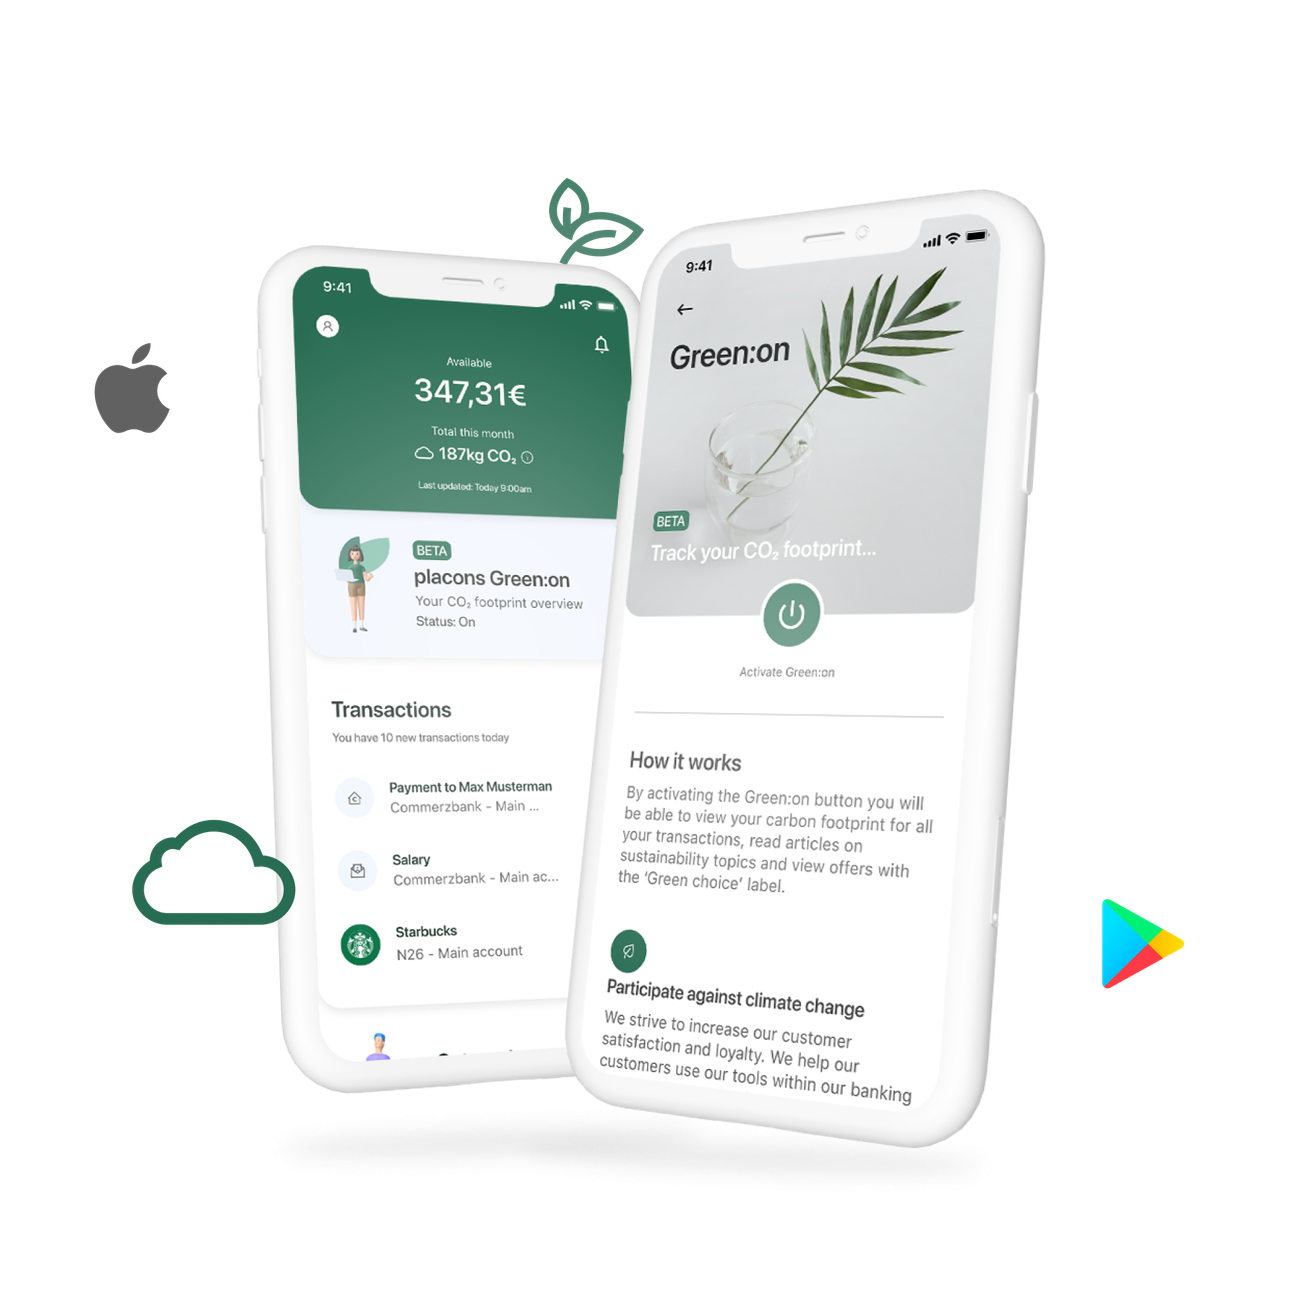 9:41
Available
347,31€
Total this month
187kg CO₂
Last updated: Today 9:00am
BETA
placons Green:on
Your CO₂ footprint overview
Status: On
Transactions
You have 10 new transactions today
Payment to Max Musterman
Commerzbank - Main ...
Salary
Commerzbank - Main ac...
Starbucks
N26 - Main account
9:41
Green:on
BETA
Track your CO₂ footprint...
Activate Green:on
How it works
By activating the Green:on button you will
be able to view your carbon footprint for all
your transactions, read articles on
sustainability topics and view offers with
the ‘Green choice’ label.
Participate against climate change
We strive to increase our customer
satisfaction and loyalty. We help our
customers use our tools within our banking